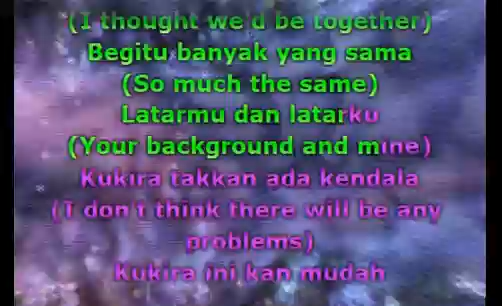 (I thought we'd be together)
Begitu banyak yang sama
(So much the same)
Latarmu dan latarku
(Your background and mine)
Kukira takkan ada kendala
(I don't think there will be any
problems)
Kukira ini kan mudah